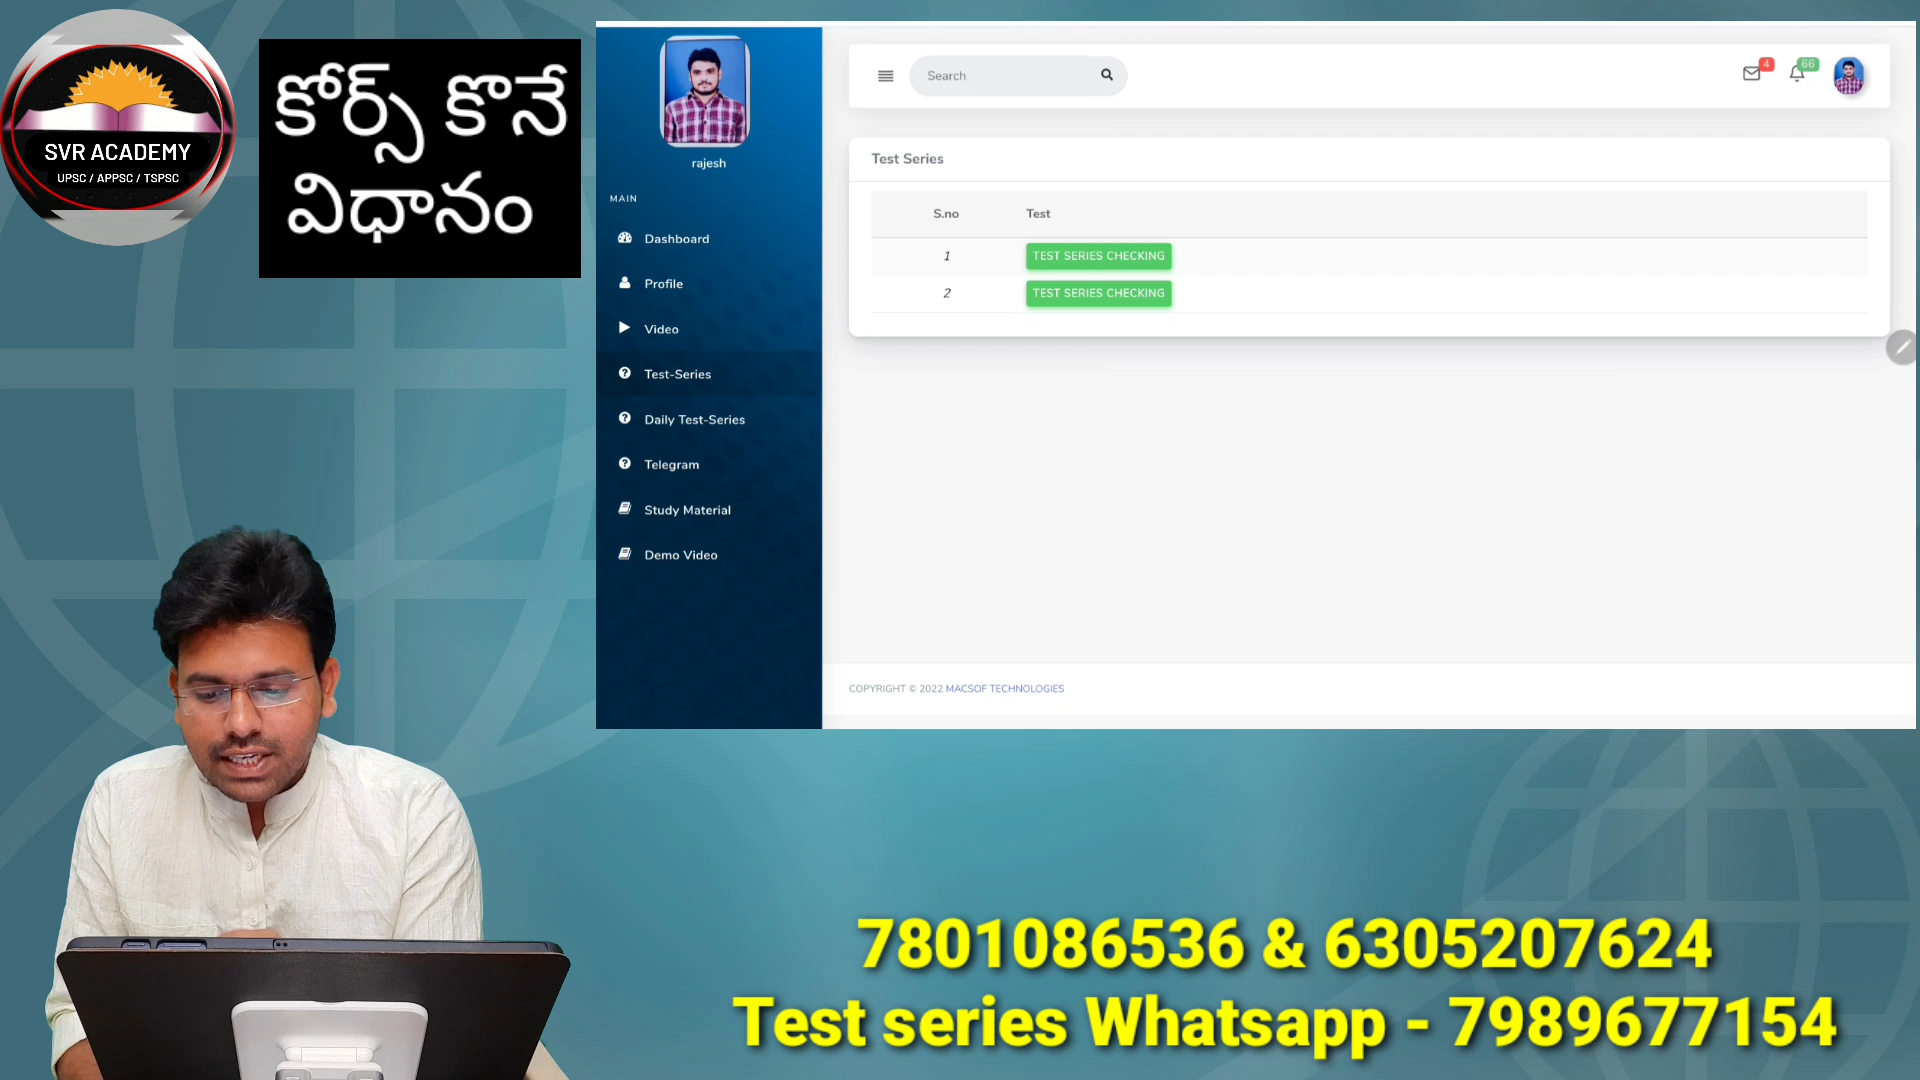 SVR ACADEMY
UPSC / APPSC / TSPSC
కోర్స్ కొనే
విధానం
rajesh
MAIN
Dashboard
Profile
Video
Test-Series
Daily Test-Series
Telegram
Study Material
Demo Video
Search
4
66
Test Series
S.no Test
1 TEST SERIES CHECKING
2 TEST SERIES CHECKING
COPYRIGHT © 2022 MACSOF TECHNOLOGIES
7801086536 & 6305207624
Test series Whatsapp - 7989677154